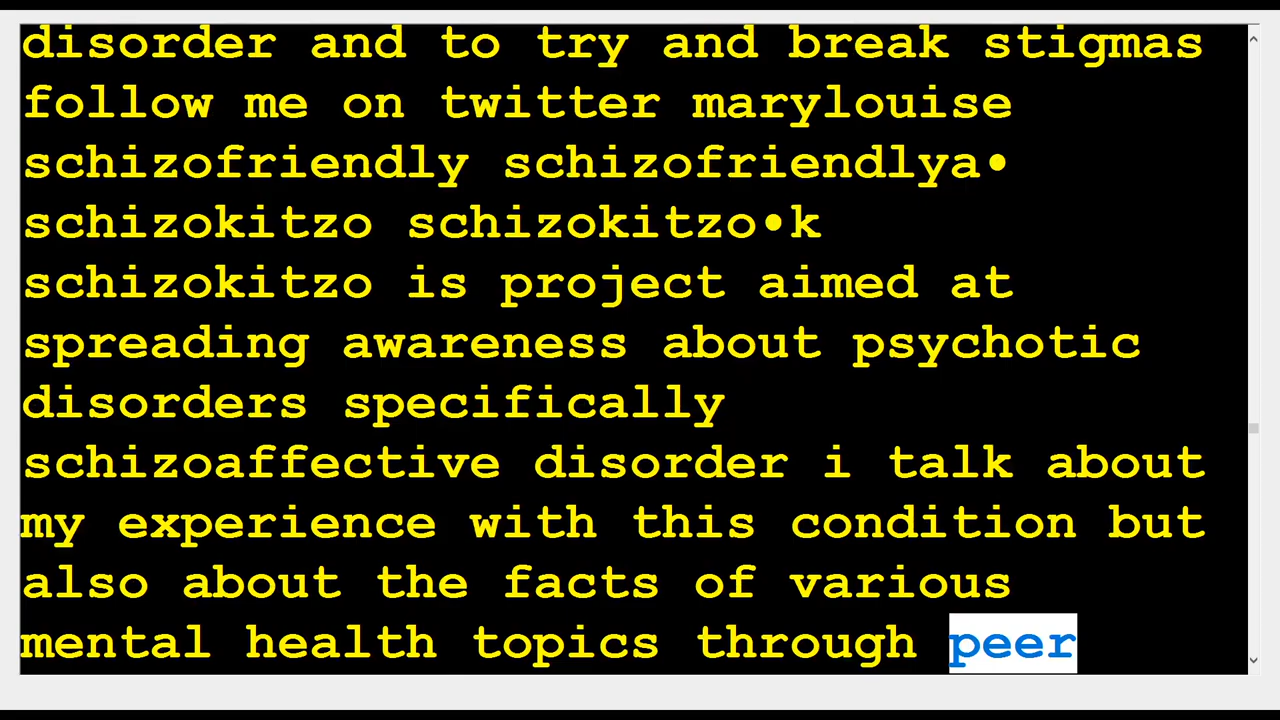 disorder and to try and break stigmas
follow me on twitter marylouise
schizofriendly schizofriendlya•
schizokitzo schizokitzo•k
schizokitzo is project aimed at
spreading awareness about psychotic
disorders specifically
schizoaffective disorder i talk about
my experience with this condition but
also about the facts of various
mental health topics through peer